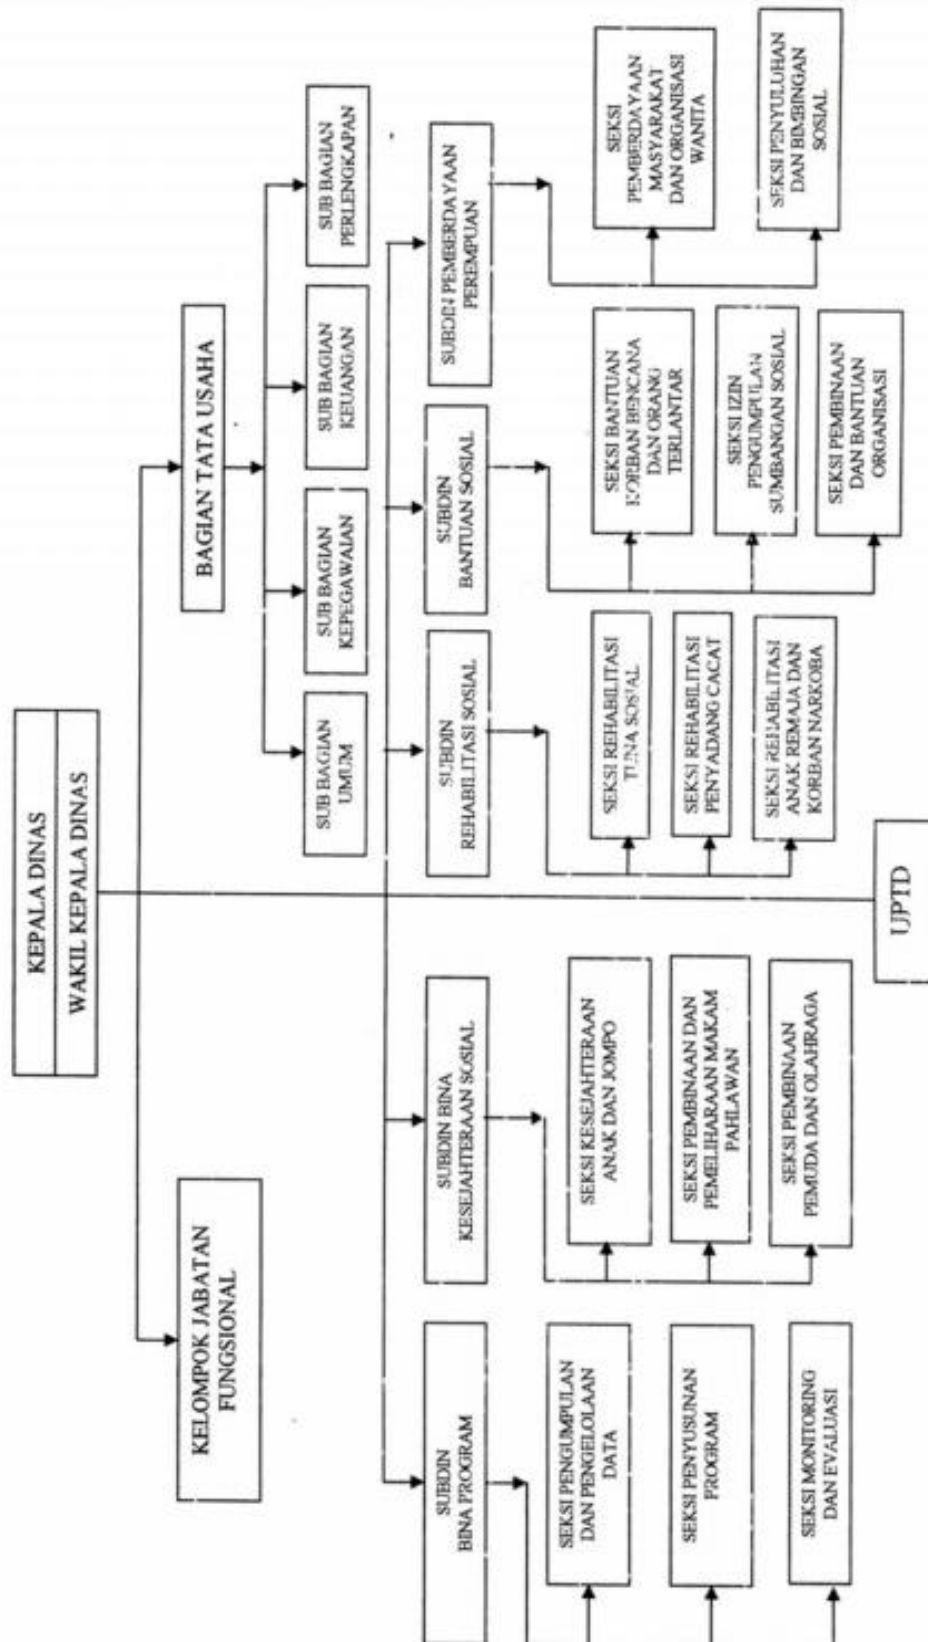 KEPALA DINAS
WAKIL KEPALA DINAS
KELOMPOK JABATAN
FUNGSIONAL
BAGIAN TATA USAHA
SUB BAGIAN
UMUM
SUB BAGIAN
KEPEGAWAIAN
SUB BAGIAN
KEUANGAN
SUB BAGIAN
PERLENGKAPAN
SUBDIN
BINA PROGRAM
SUBDIN BINA
KESEJAHTERAAN SOSIAL
SUBDIN
REHABILITASI SOSIAL
SUBDIN
BANTUAN SOSIAL
SUBDIN PEMBERDAYAAN
PEREMPUAN
SEKSI PENGUMPULAN
DAN PENGELOLAAN
DATA
SEKSI PENYUSUNAN
PROGRAM
SEKSI MONITORING
DAN EVALUASI
SEKSI KESEJAHTERAAN
ANAK DAN JOMPO
SEKSI PEMBINAAN DAN
PEMELIHARAAN MAKAM
PAHLAWAN
SEKSI PEMBINAAN
PEMUDA DAN OLAHRAGA
SEKSI REHABILITASI
TUNA SOSIAL
SEKSI REHABILITASI
PENYADANG CACAT
SEKSI REHABILITASI
ANAK REMAJA DAN
KORBAN NARKOBA
SEKSI BANTUAN
KORBAN BENCANA
DAN ORANG
TERLANTAR
SEKSI IZIN
PENGUMPULAN
SUMBANGAN SOSIAL
SEKSI PEMBINAAN
DAN BANTUAN
ORGANISASI
SEKSI
PEMBERDAYAAN
MASYARAKAT
DAN ORGANISASI
WANITA
SEKSI PENYULUHAN
DAN BIMBINGAN
SOSIAL
UPTD